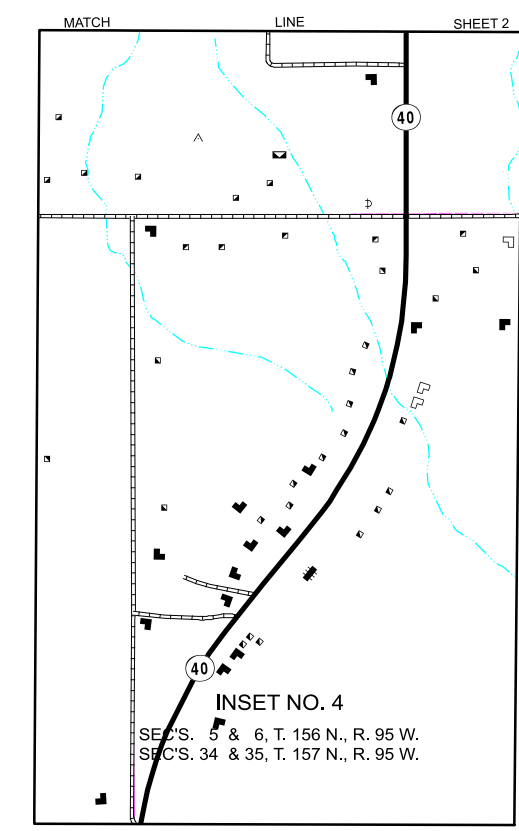 MATCH LINE SHEET 2
40
40
INSET NO. 4
SEC'S. 5 & 6, T. 156 N., R. 95 W.
SEC'S. 34 & 35, T. 157 N., R. 95 W.